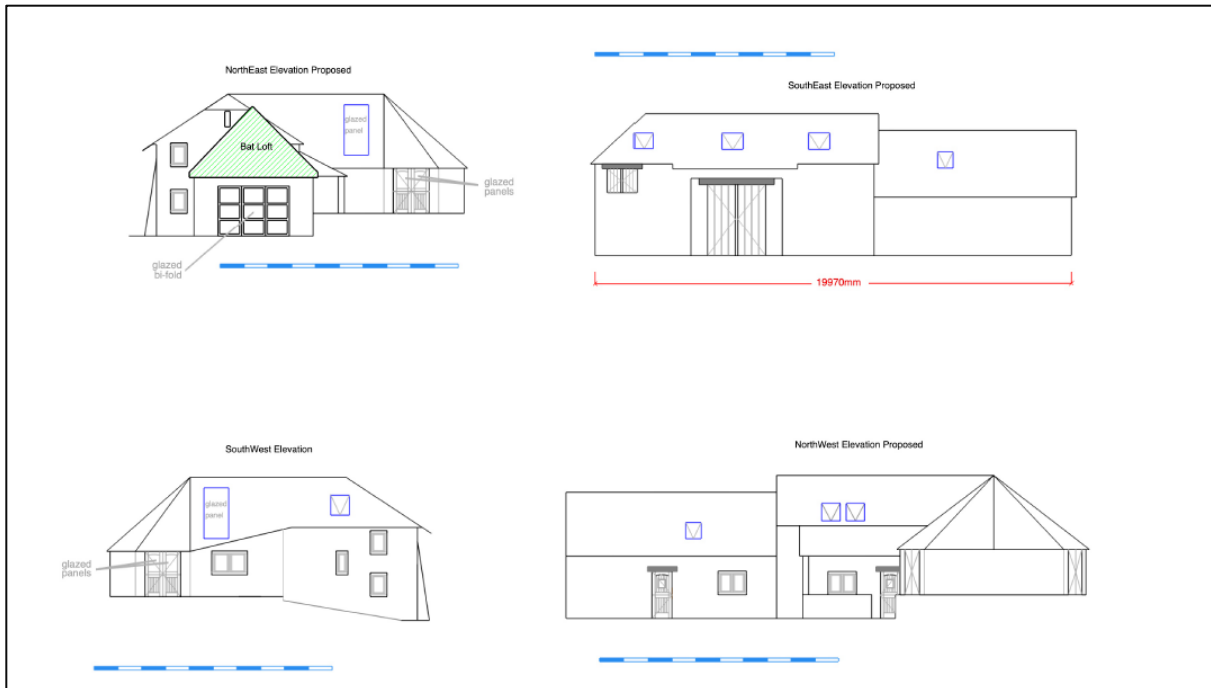 NorthEast Elevation Proposed
glazed
panel
Bat Loft
glazed
panels
glazed
bi-fold
SouthEast Elevation Proposed
19970mm
SouthWest Elevation
glazed
panel
glazed
panels
NorthWest Elevation Proposed